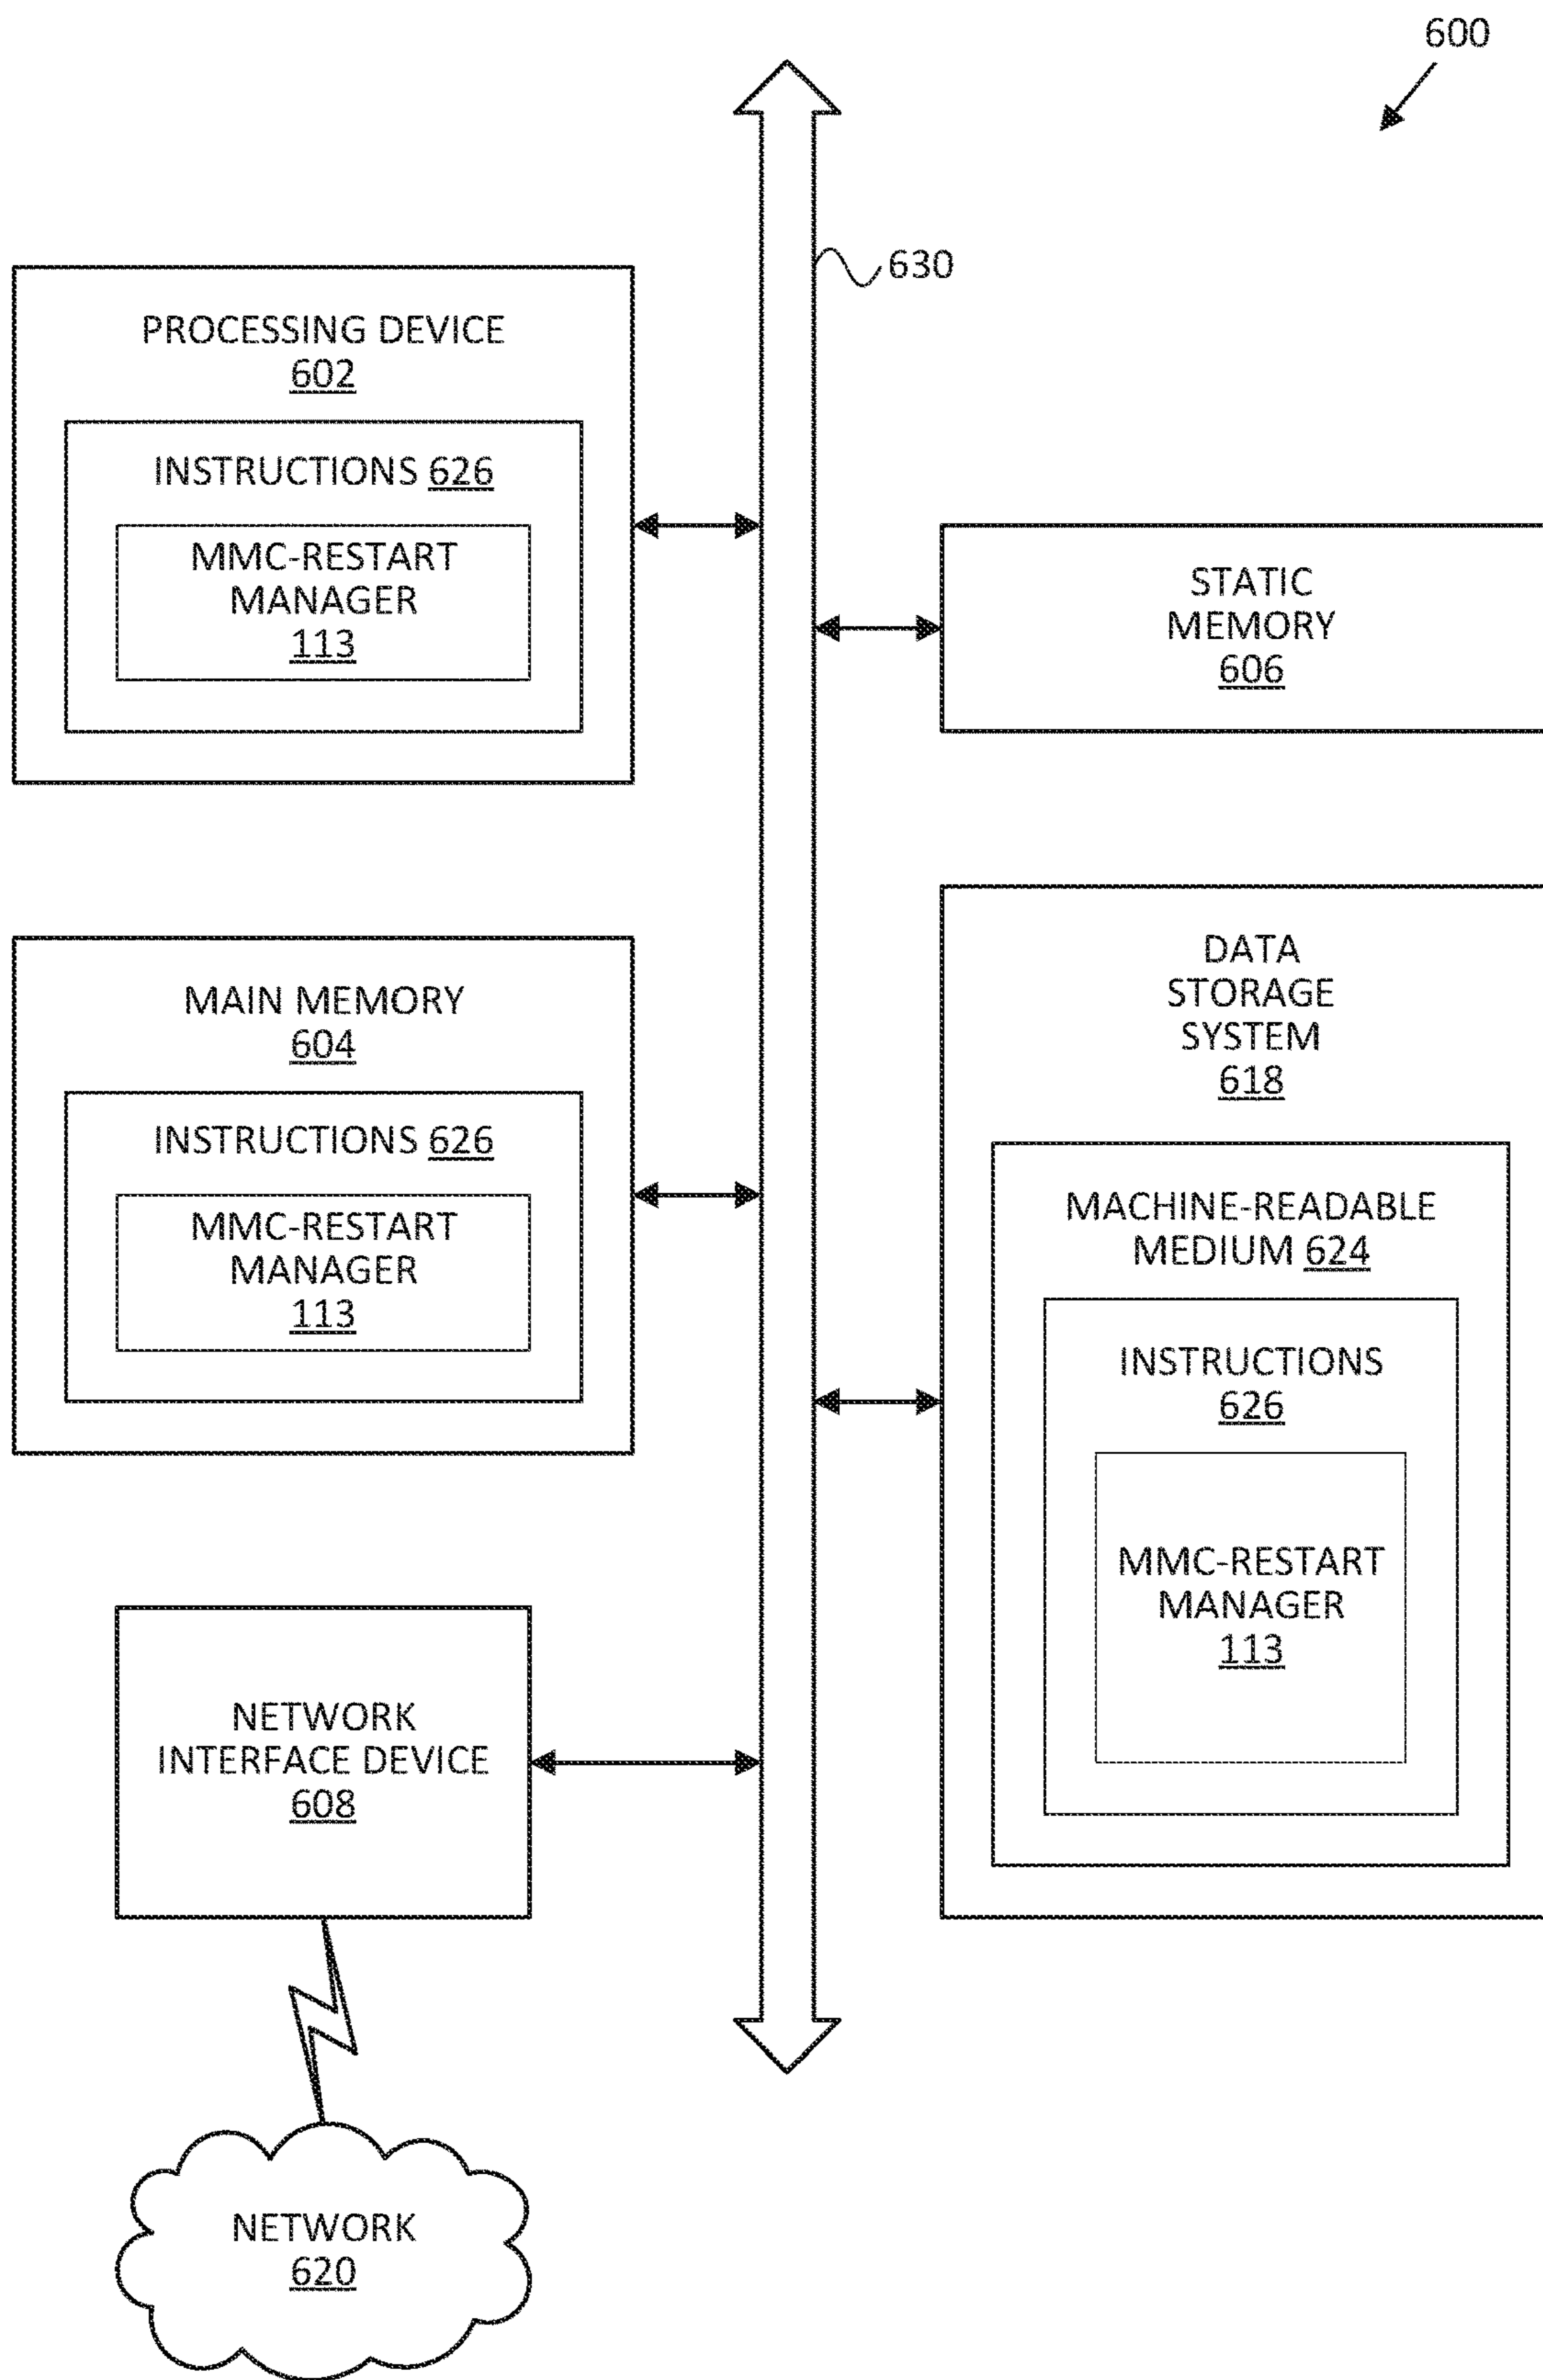 600
630
PROCESSING DEVICE
602
INSTRUCTIONS 626
MMC-RESTART
MANAGER
113
STATIC
MEMORY
606
MAIN MEMORY
604
INSTRUCTIONS 626
MMC-RESTART
MANAGER
113
DATA
STORAGE
SYSTEM
618
MACHINE-READABLE
MEDIUM 624
INSTRUCTIONS
626
MMC-RESTART
MANAGER
113
NETWORK
INTERFACE DEVICE
608
NETWORK
620